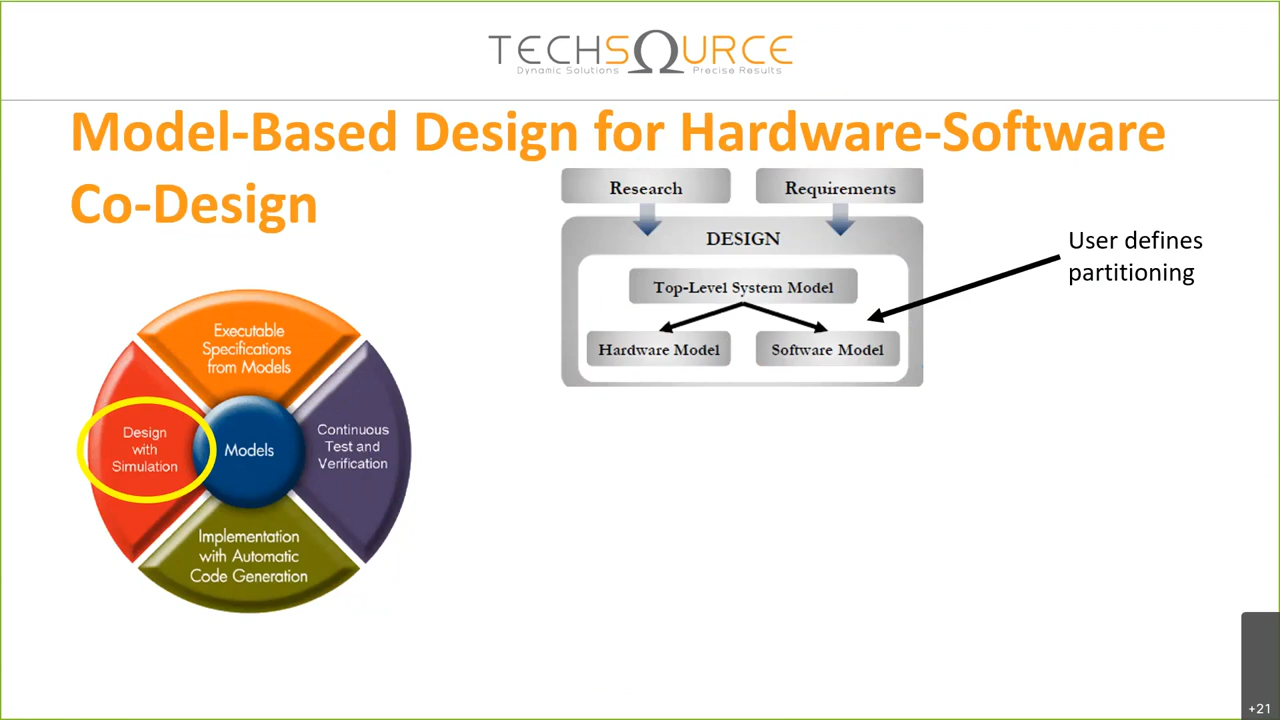 TECHSOURCE
Dynamic Solutions Precise Results
Model-Based Design for Hardware-Software
Co-Design
Research
Requirements
DESIGN
Top-Level System Model
Hardware Model
Software Model
User defines
partitioning
Executable
Specifications
from Models
Design
with
Simulation
Models
Continuous
Test and
Verification
Implementation
with Automatic
Code Generation
+21